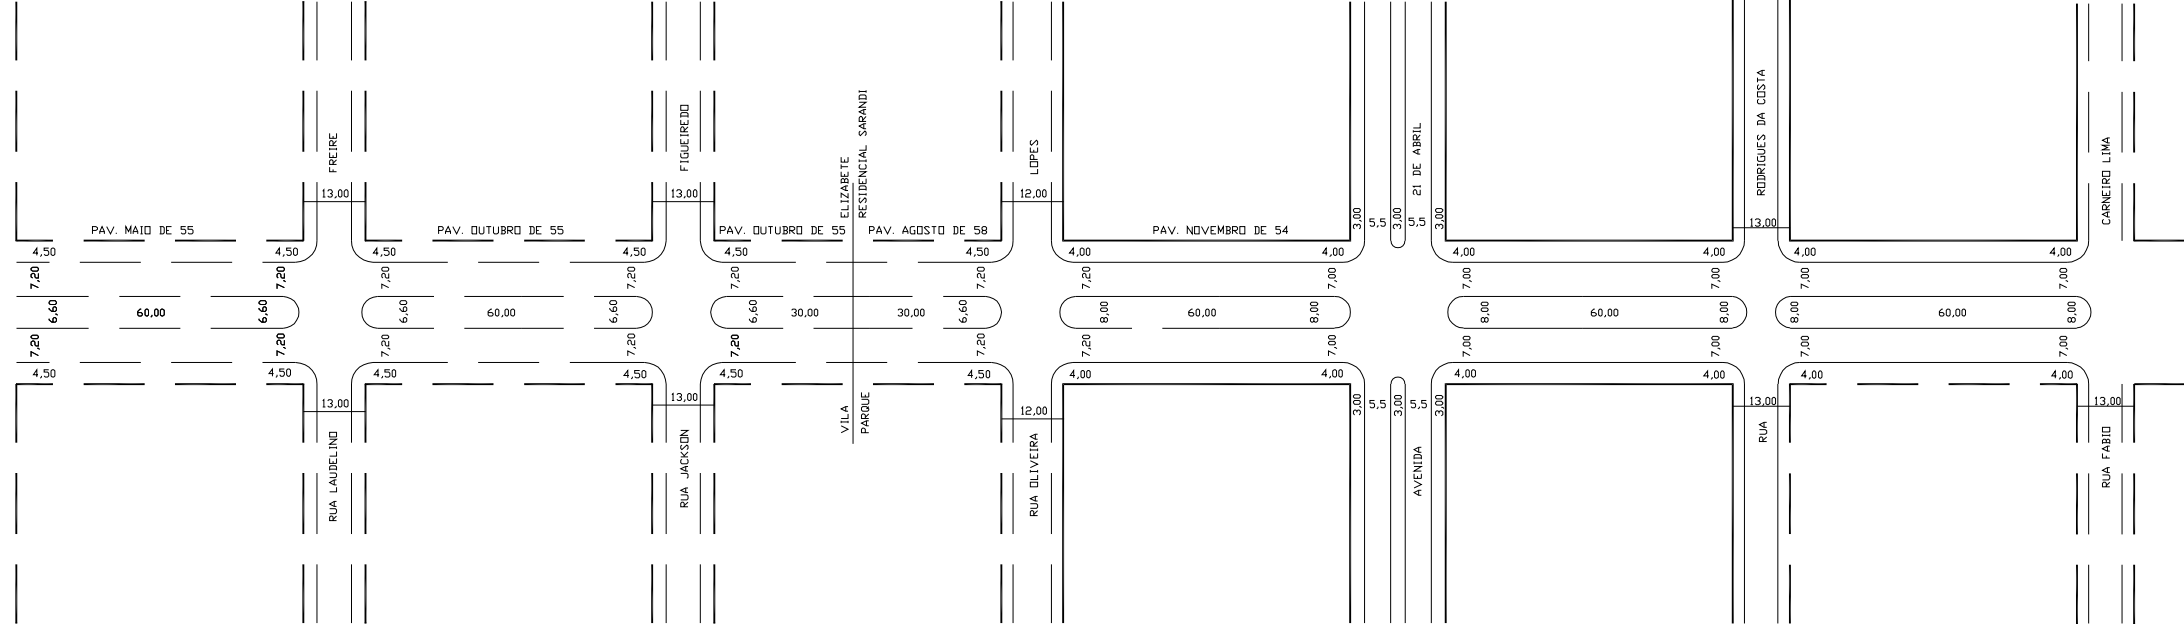 FREIRE
FIGUEIREDO
ELIZABETE
RESIDENCIAL SARANDI
LOPES
21 DE ABRIL
RODRIGUES DA COSTA
CARNEIRO LIMA
13,00 13,00 12,00 13,00
3,00 5,5 3,00 5,5 3,00
PAV. MAIO DE 55 PAV. OUTUBRO DE 55 PAV. OUTUBRO DE 55 PAV. AGOSTO DE 58 PAV. NOVEMBRO DE 54
4,50 4,50 4,50 4,50 4,50 4,50 4,00 4,00 4,00 4,00 4,00 4,00
7,20 7,20 7,20 7,20 7,20 7,20 7,20 7,00 7,00 7,00 7,00 7,00
6,60 60,00 6,60 6,60 60,00 6,60 6,60 30,00 30,00 6,60 8,00 60,00 8,00 8,00 60,00 8,00 8,00 60,00 8,00
7,20 7,20 7,20 7,20 7,20 7,20 7,20 7,00 7,00 7,00 7,00 7,00
4,50 4,50 4,50 4,50 4,50 4,50 4,00 4,00 4,00 4,00 4,00 4,00
13,00 13,00 12,00 3,00 5,5 3,00 5,5 3,00 13,00 13,00
RUA LAUDELINO
RUA JACKSON
VILA
PARQUE
RUA OLIVEIRA
AVENIDA
RUA
RUA FABIO